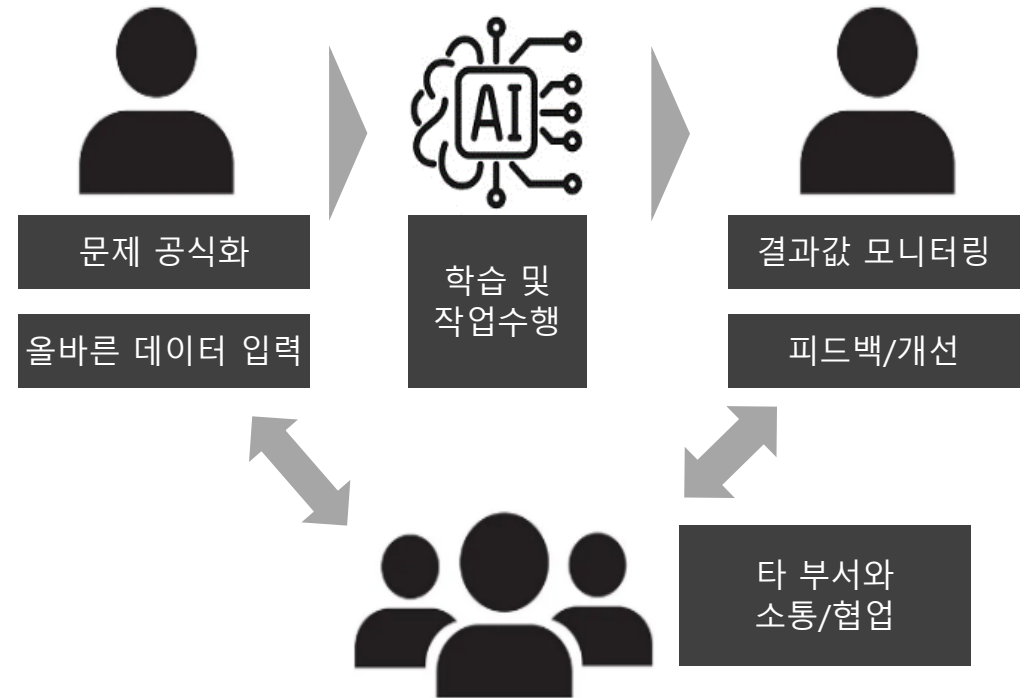 AI
문제 공식화
올바른 데이터 입력
학습 및
작업수행
결과값 모니터링
피드백/개선
타 부서와
소통/협업